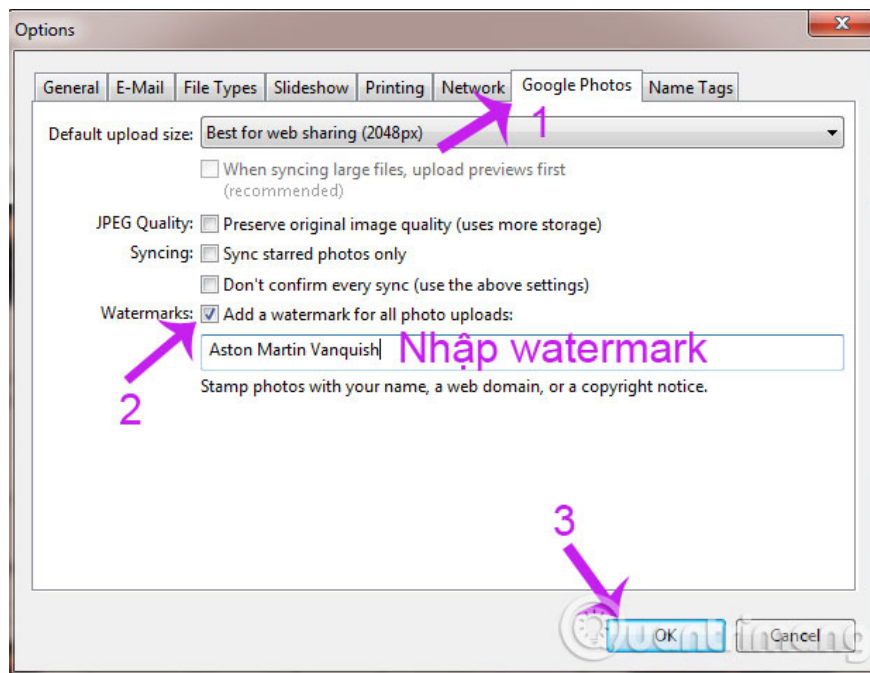 Options
General E-Mail File Types Slideshow Printing Network Google Photos Name Tags
1
Default upload size: Best for web sharing (2048px)
When syncing large files, upload previews first
(recommended)
JPEG Quality: Preserve original image quality (uses more storage)
Syncing: Sync starred photos only
Don't confirm every sync (use the above settings)
Watermarks: Add a watermark for all photo uploads:
Aston Martin Vanquish Nhập watermark
Stamp photos with your name, a web domain, or a copyright notice.
2
3
OK Cancel
Quantrimang